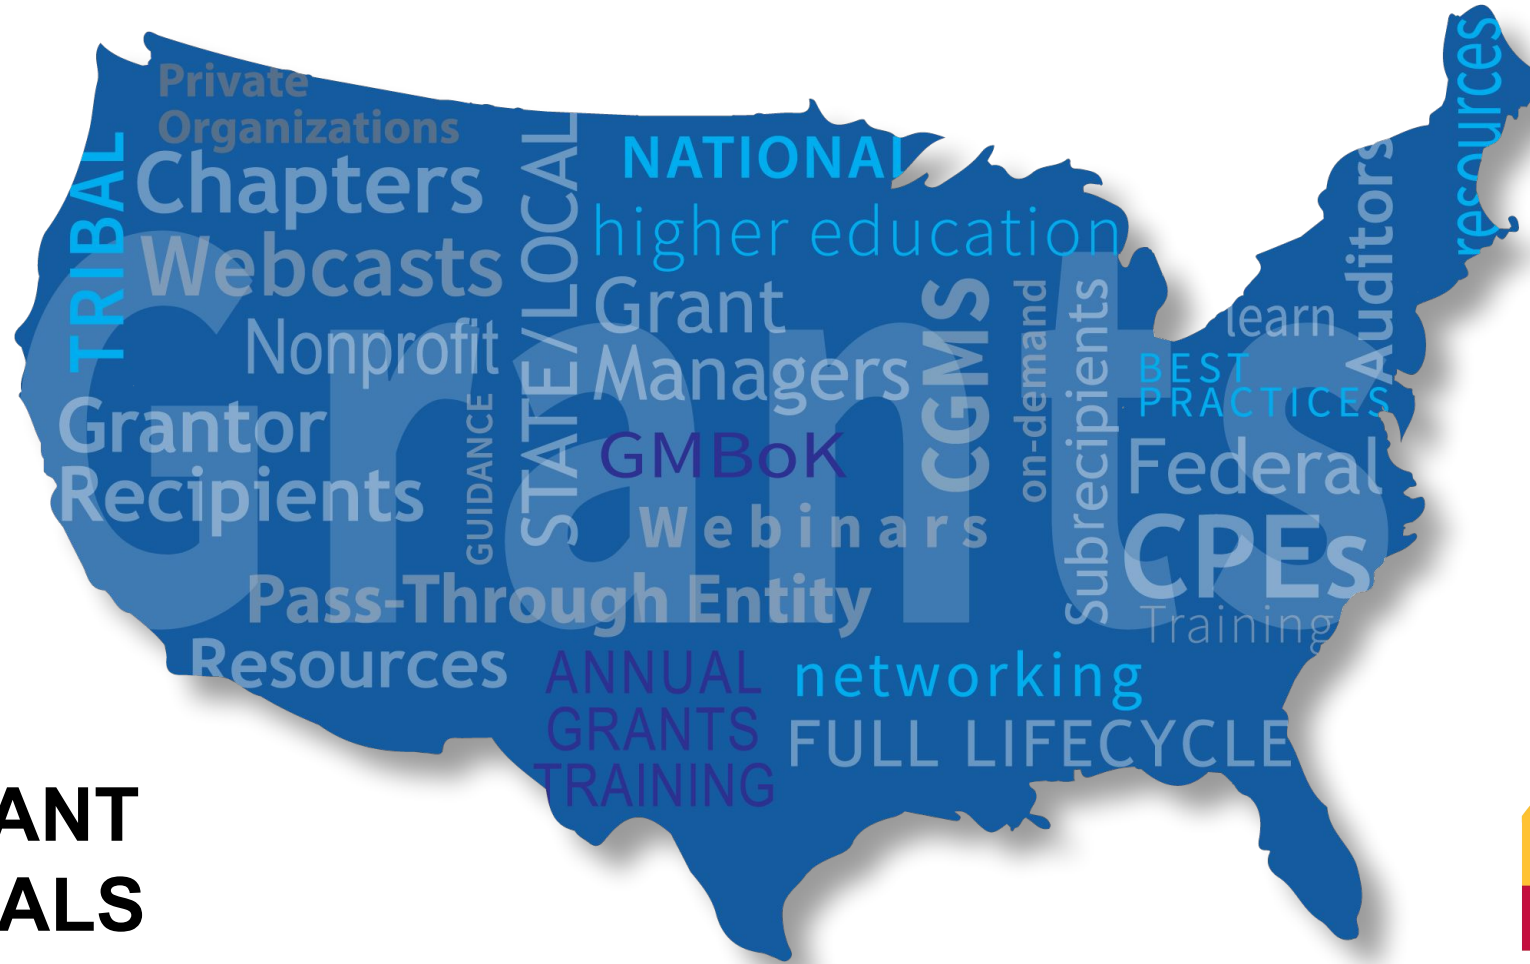 Private
Organizations
Chapters
Webcasts
TRIBAL
Nonprofit
Grantor
Recipients
GUIDANCE
STATE/LOCAL
NATIONAL
higher education
Grant
Managers
GMBoK
Webinars
CGMS
on-demand
Subrecipients
learn
BEST
PRACTICES
Auditors
resources
Federal
CPEs
Training
Grants
Pass-Through Entity
Resources
ANNUAL
GRANTS
TRAINING
networking
FULL LIFECYCLE
ANT
ALS